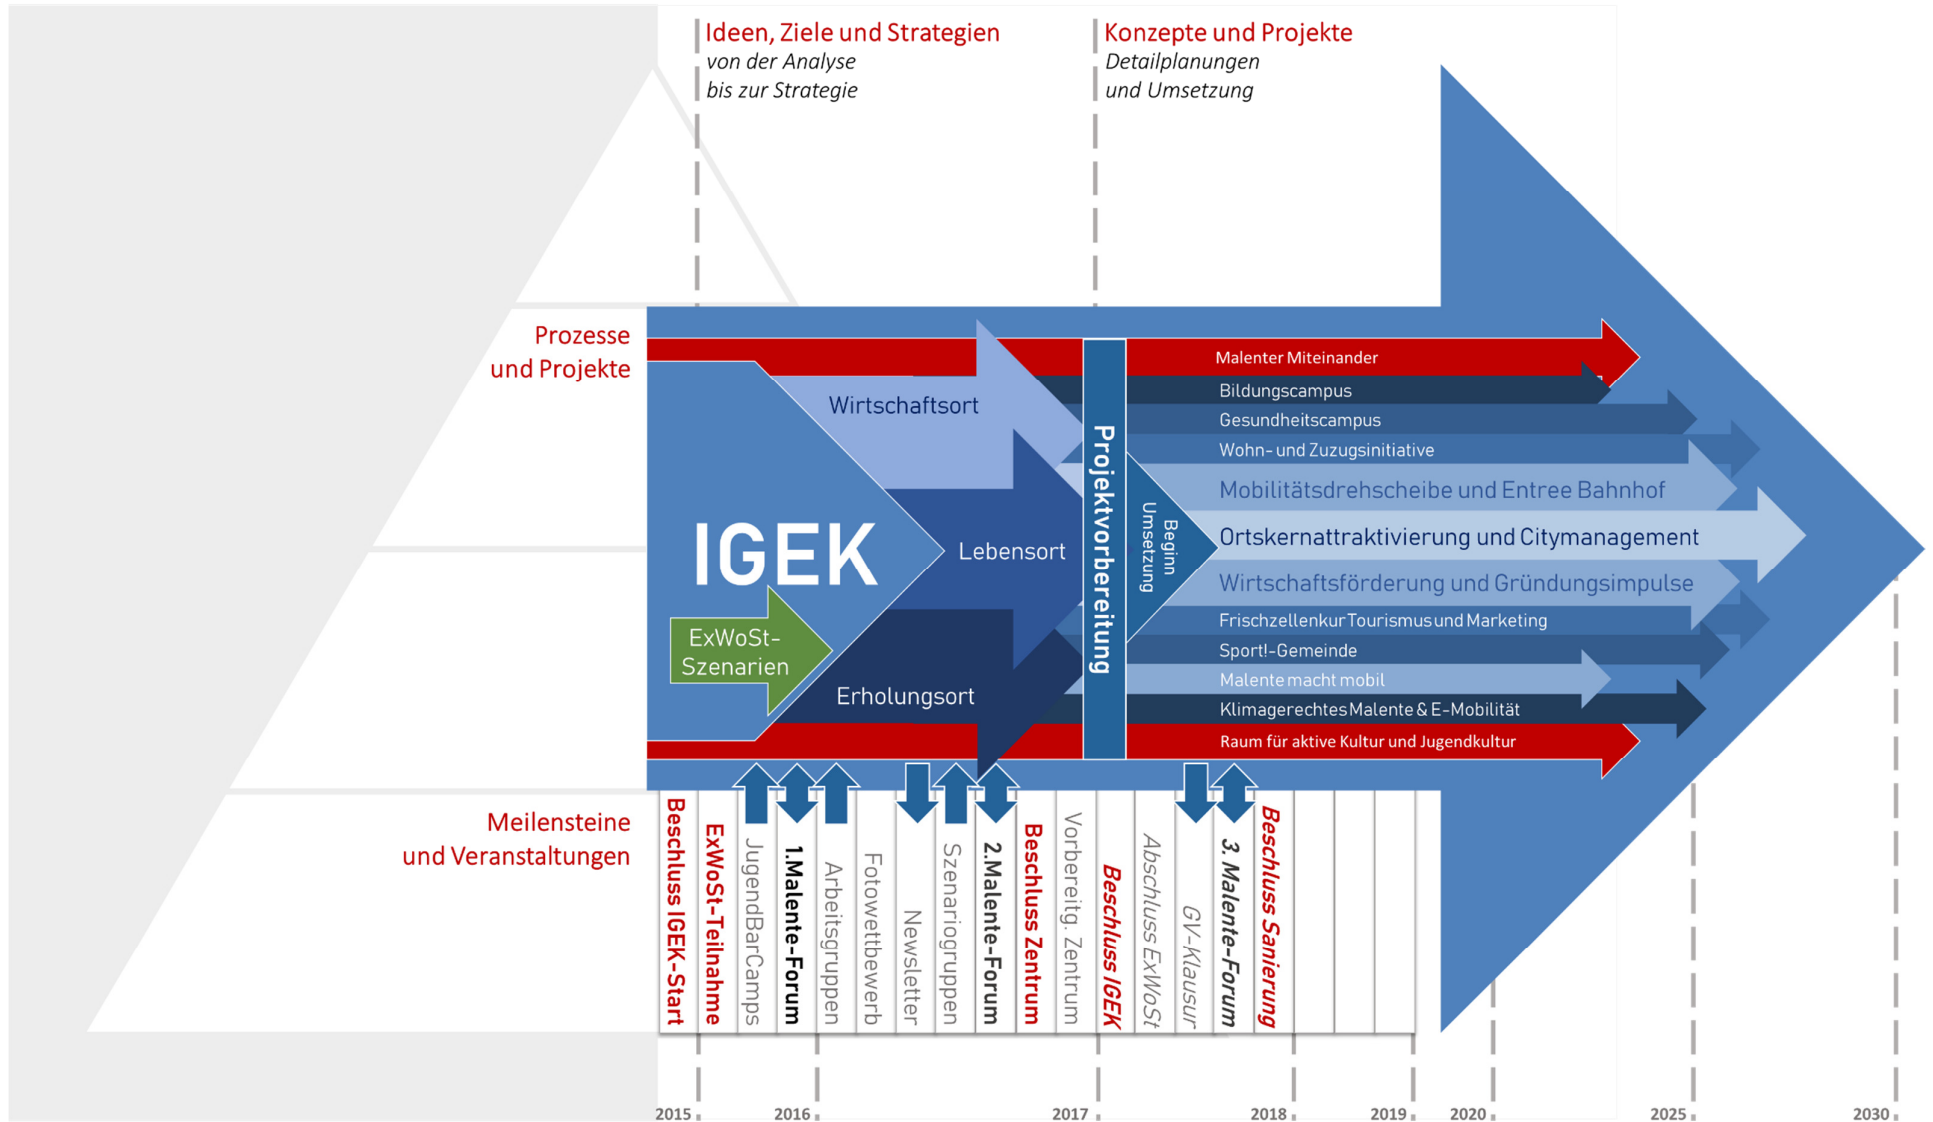 Ideen, Ziele und Strategien
von der Analyse
bis zur Strategie
Konzepte und Projekte
Detailplanungen
und Umsetzung
Prozesse
und Projekte
IGEK
ExWoSt-
Szenarien
Wirtschaftsort
Lebensort
Erholungsort
Projektvorbereitung
Beginn
Umsetzung
Malenter Miteinander
Bildungscampus
Gesundheitscampus
Wohn- und Zuzugsinitiative
Mobilitätsdrehscheibe und Entree Bahnhof
Ortskernattraktivierung und Citymanagement
Wirtschaftsförderung und Gründungsimpulse
Frischzellenkur Tourismus und Marketing
Sport!-Gemeinde
Malente macht mobil
Klimagerechtes Malente & E-Mobilität
Raum für aktive Kultur und Jugendkultur
Meilensteine
und Veranstaltungen
Beschluss IGEK-Start
ExWoSt-Teilnahme
JugendBarCamps
1.Malente-Forum
Arbeitsgruppen
Fotowettbewerb
Newsletter
Szenariogruppen
2.Malente-Forum
Beschluss Zentrum
Vorbereitg. Zentrum
Beschluss IGEK
Abschluss ExWoSt
GV-Klausur
3. Malente-Forum
Beschluss Sanierung
2015
2016
2017
2018
2019
2020
2025
2030